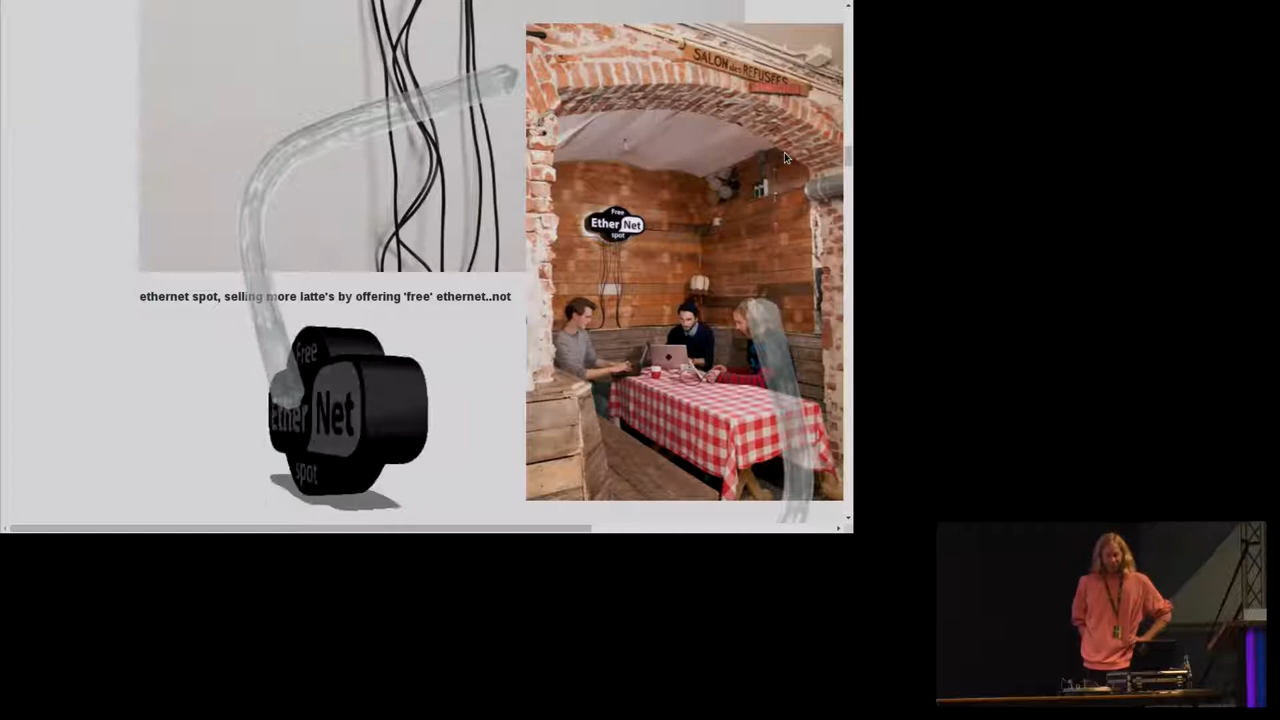 SALON des REFUSÉES
Free
Ether Net
spot
ethernet spot, selling more latte's by offering 'free' ethernet..not
Free
Ether Net
spot